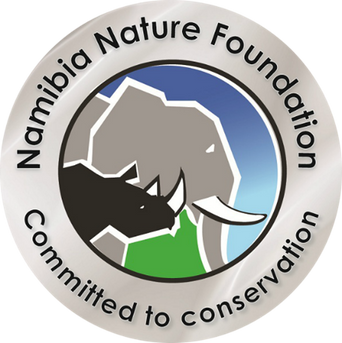 Namibia Nature Foundation
Committed to conservation